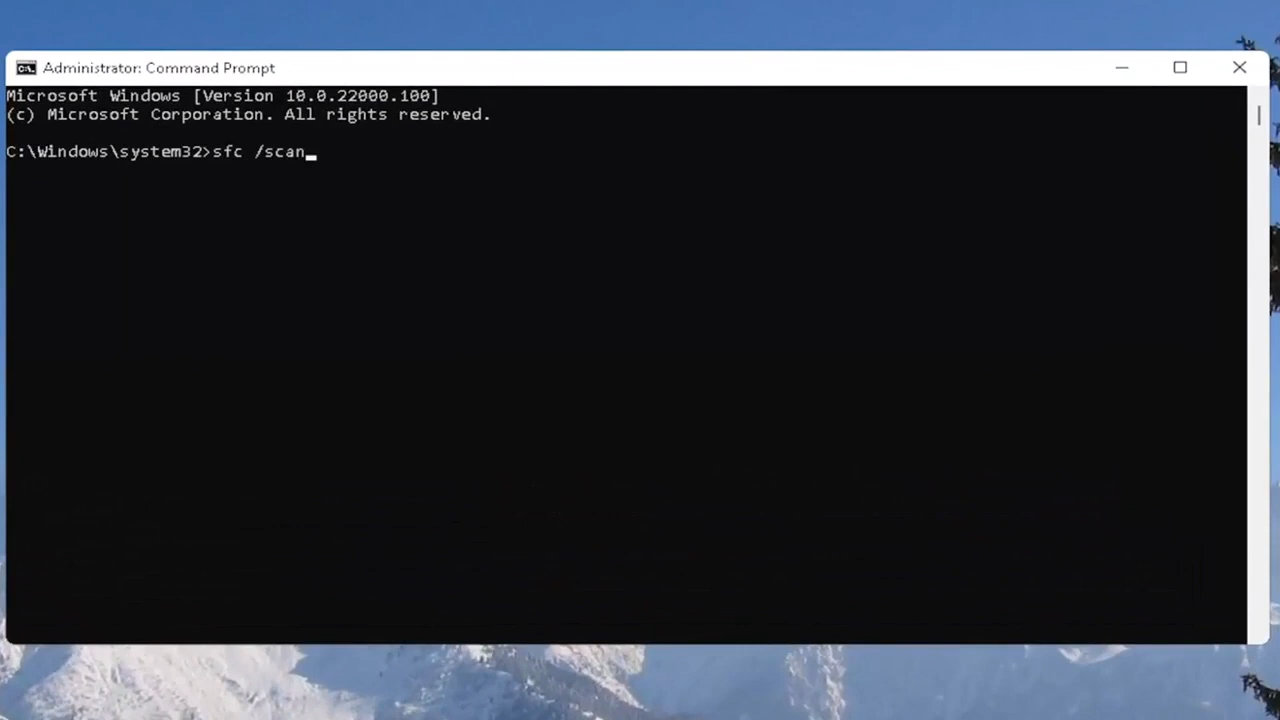 Administrator: Command Prompt
Microsoft Windows [Version 10.0.22000.100]
(c) Microsoft Corporation. All rights reserved.
C:\Windows\system32>sfc /scan